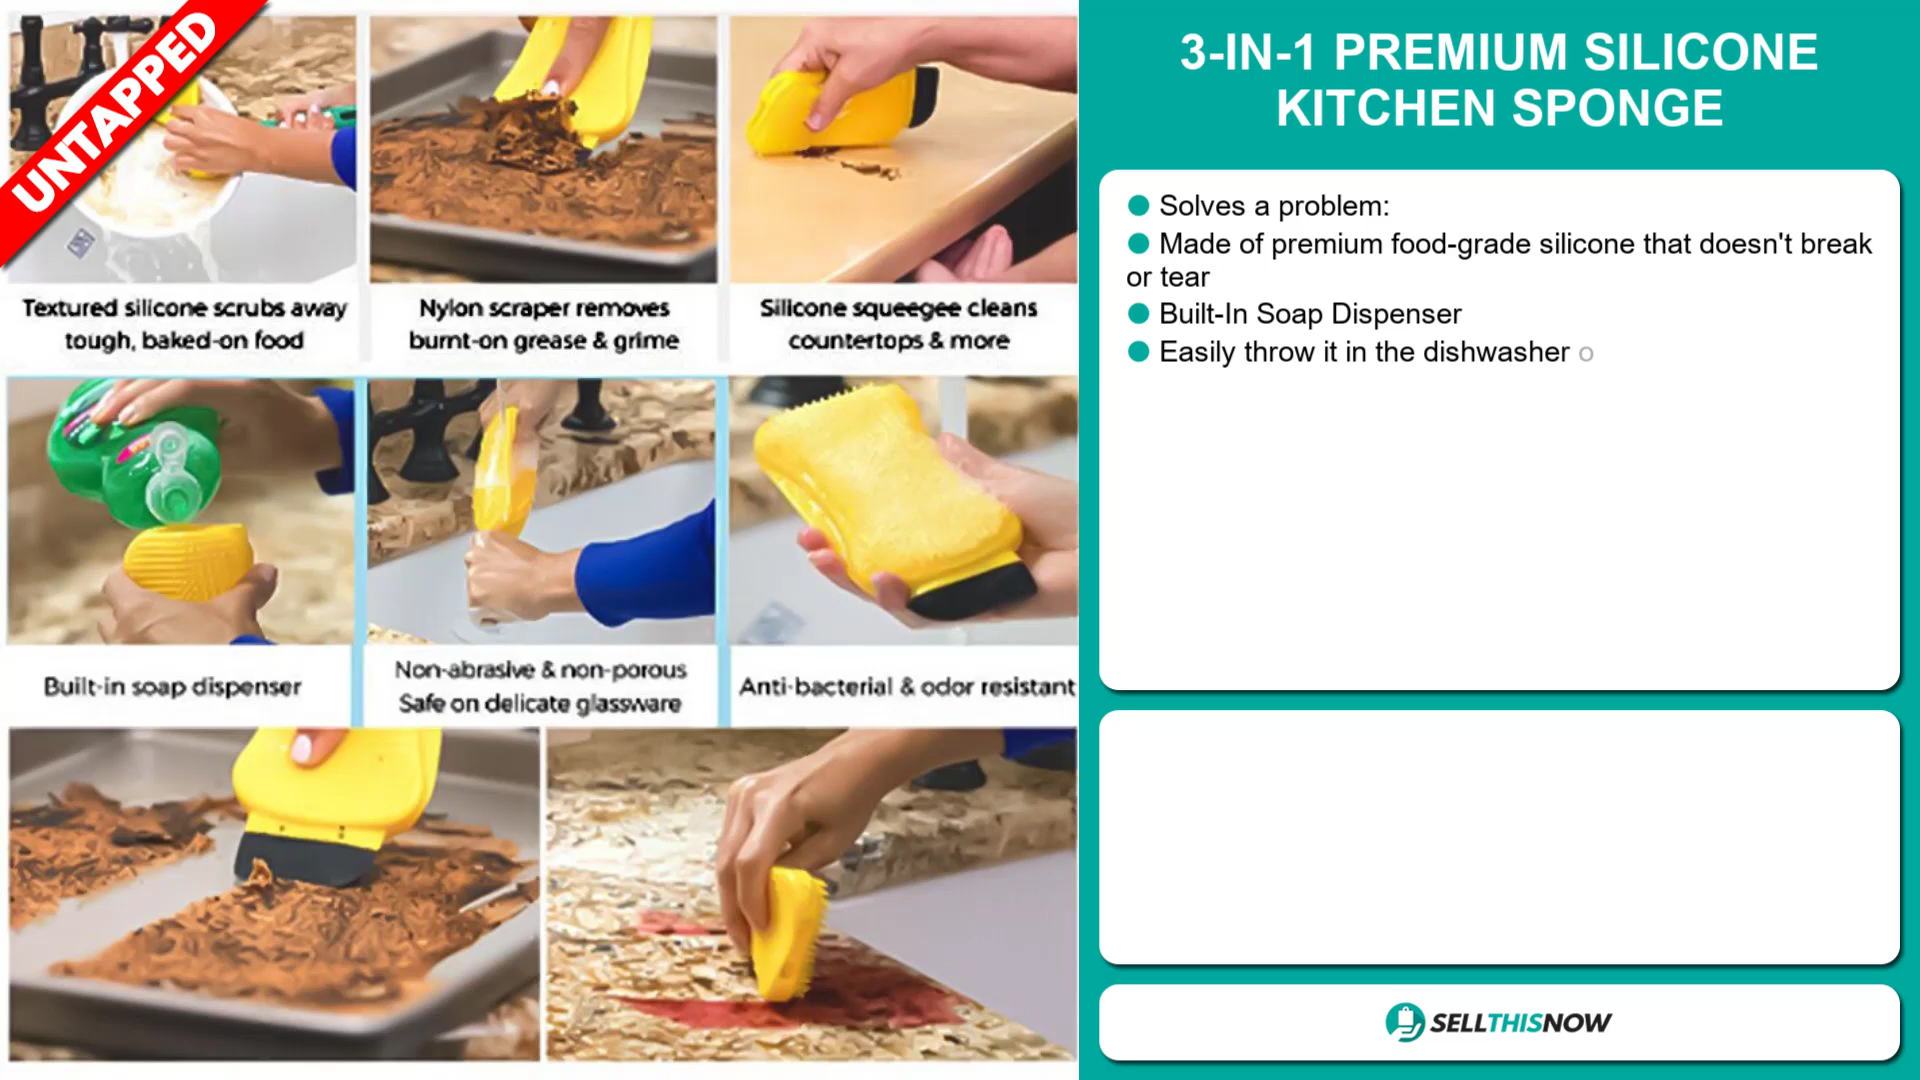 UNTAPPED
Textured silicone scrubs away
tough, baked-on food
Nylon scraper removes
burnt-on grease & grime
Silicone squeegee cleans
countertops & more
Built-in soap dispenser
Non-abrasive & non-porous
Safe on delicate glassware
Anti-bacterial & odor resistant
3-IN-1 PREMIUM SILICONE
KITCHEN SPONGE
● Solves a problem:
● Made of premium food-grade silicone that doesn't break
or tear
● Built-In Soap Dispenser
● Easily throw it in the dishwasher o
SELLTHISNOW